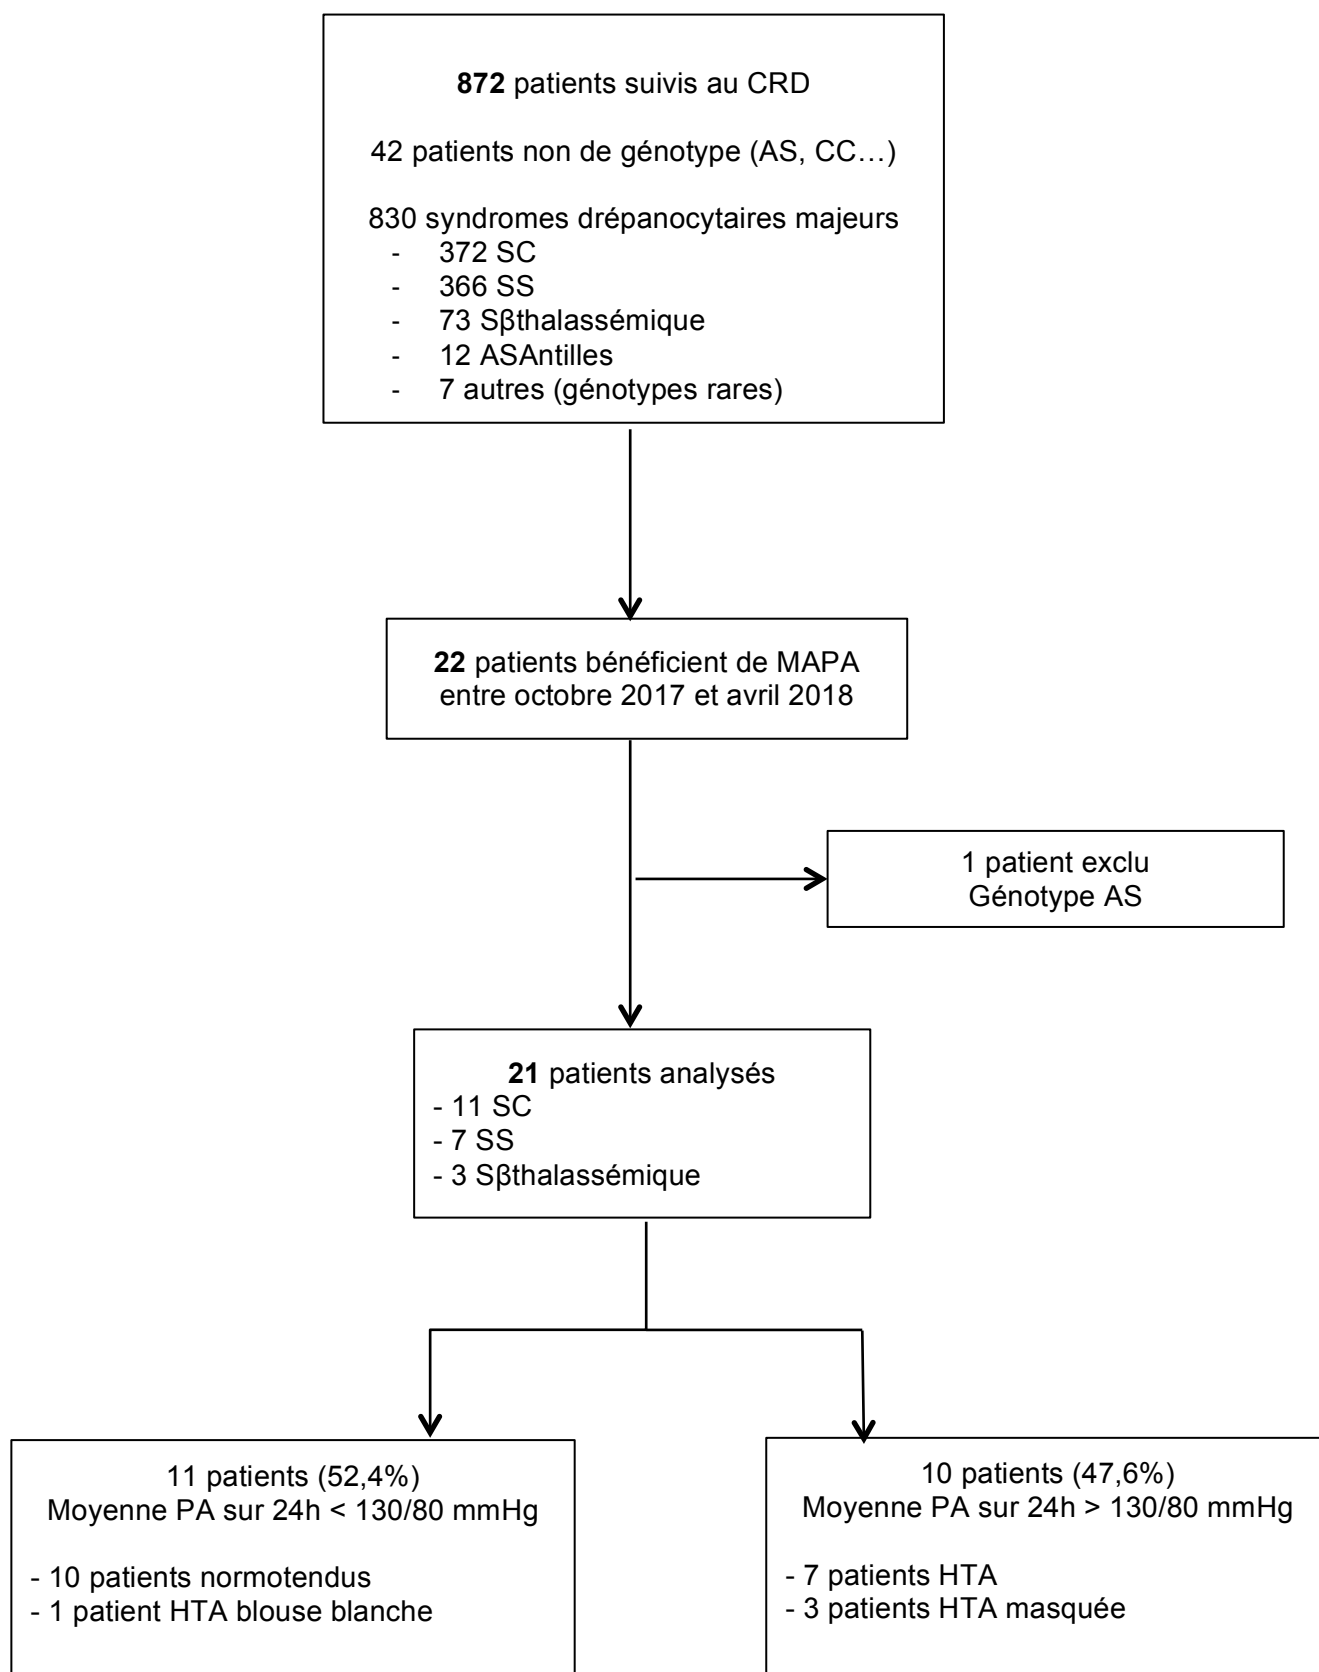 872 patients suivis au CRD
42 patients non de génotype (AS, CC…)
830 syndromes drépanocytaires majeurs
- 372 SC
- 366 SS
- 73 Sβthalassémique
- 12 ASAntilles
- 7 autres (génotypes rares)
22 patients bénéficient de MAPA
entre octobre 2017 et avril 2018
1 patient exclu
Génotype AS
21 patients analysés
- 11 SC
- 7 SS
- 3 Sβthalassémique
11 patients (52,4%)
Moyenne PA sur 24h < 130/80 mmHg
- 10 patients normotendus
- 1 patient HTA blouse blanche
10 patients (47,6%)
Moyenne PA sur 24h > 130/80 mmHg
- 7 patients HTA
- 3 patients HTA masquée